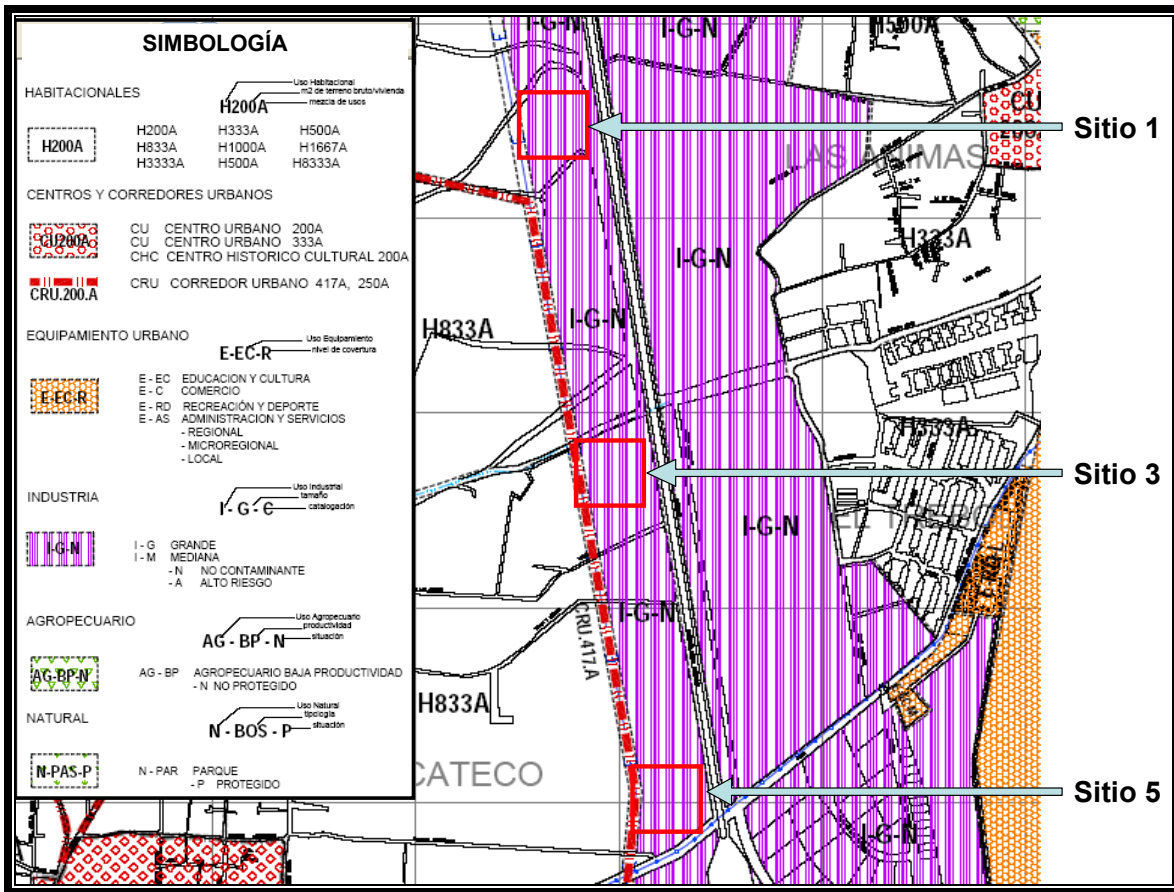 SIMBOLOGÍA
HABITACIONALES
Uso Habitacional
m2 de terreno bruto/vivienda
mezcla de usos
H200A
H200A
H200A H333A H500A
H833A H1000A H1667A
H3333A H500A H8333A
CENTROS Y CORREDORES URBANOS
CU200A
CU CENTRO URBANO 200A
CU CENTRO URBANO 333A
CHC CENTRO HISTORICO CULTURAL 200A
CRU.200.A
CRU CORREDOR URBANO 417A, 250A
EQUIPAMIENTO URBANO
Uso Equipamiento
nivel de covertura
E-EC-R
E-EC-R
E - EC EDUCACION Y CULTURA
E - C COMERCIO
E - RD RECREACIÓN Y DEPORTE
E - AS ADMINISTRACION Y SERVICIOS
- REGIONAL
- MICROREGIONAL
- LOCAL
INDUSTRIA
Uso Industrial
tamaño
catalogación
I - G - C
I-G-N
I - G GRANDE
I - M MEDIANA
- N NO CONTAMINANTE
- A ALTO RIESGO
AGROPECUARIO
Uso Agropecuario
productividad
situación
AG - BP - N
AG-BP-N
AG - BP AGROPECUARIO BAJA PRODUCTIVIDAD
- N NO PROTEGIDO
NATURAL
Uso Natural
tipología
situación
N - BOS - P
N-PAS-P
N - PAR PARQUE
- P PROTEGIDO
I-G-N
I-G-N
H500A
CU
Sitio 1
LAS ANIMAS
H333A
I-G-N
I-G-N
H833A
H333A
Sitio 3
I-G-N
EL TREBO
I-G-N
CRU.417.A
H833A
CATECO
Sitio 5
I-G-N